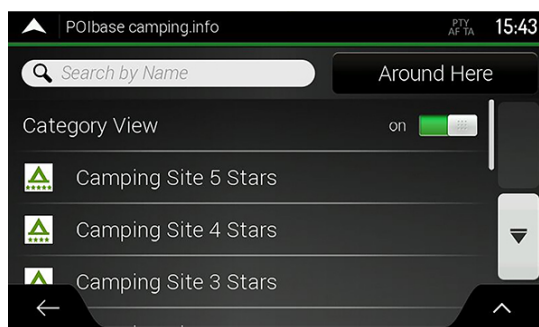 POIbase camping.info
PTY
AF TA
15:43
Search by Name
Around Here
Category View
on
Camping Site 5 Stars
Camping Site 4 Stars
Camping Site 3 Stars